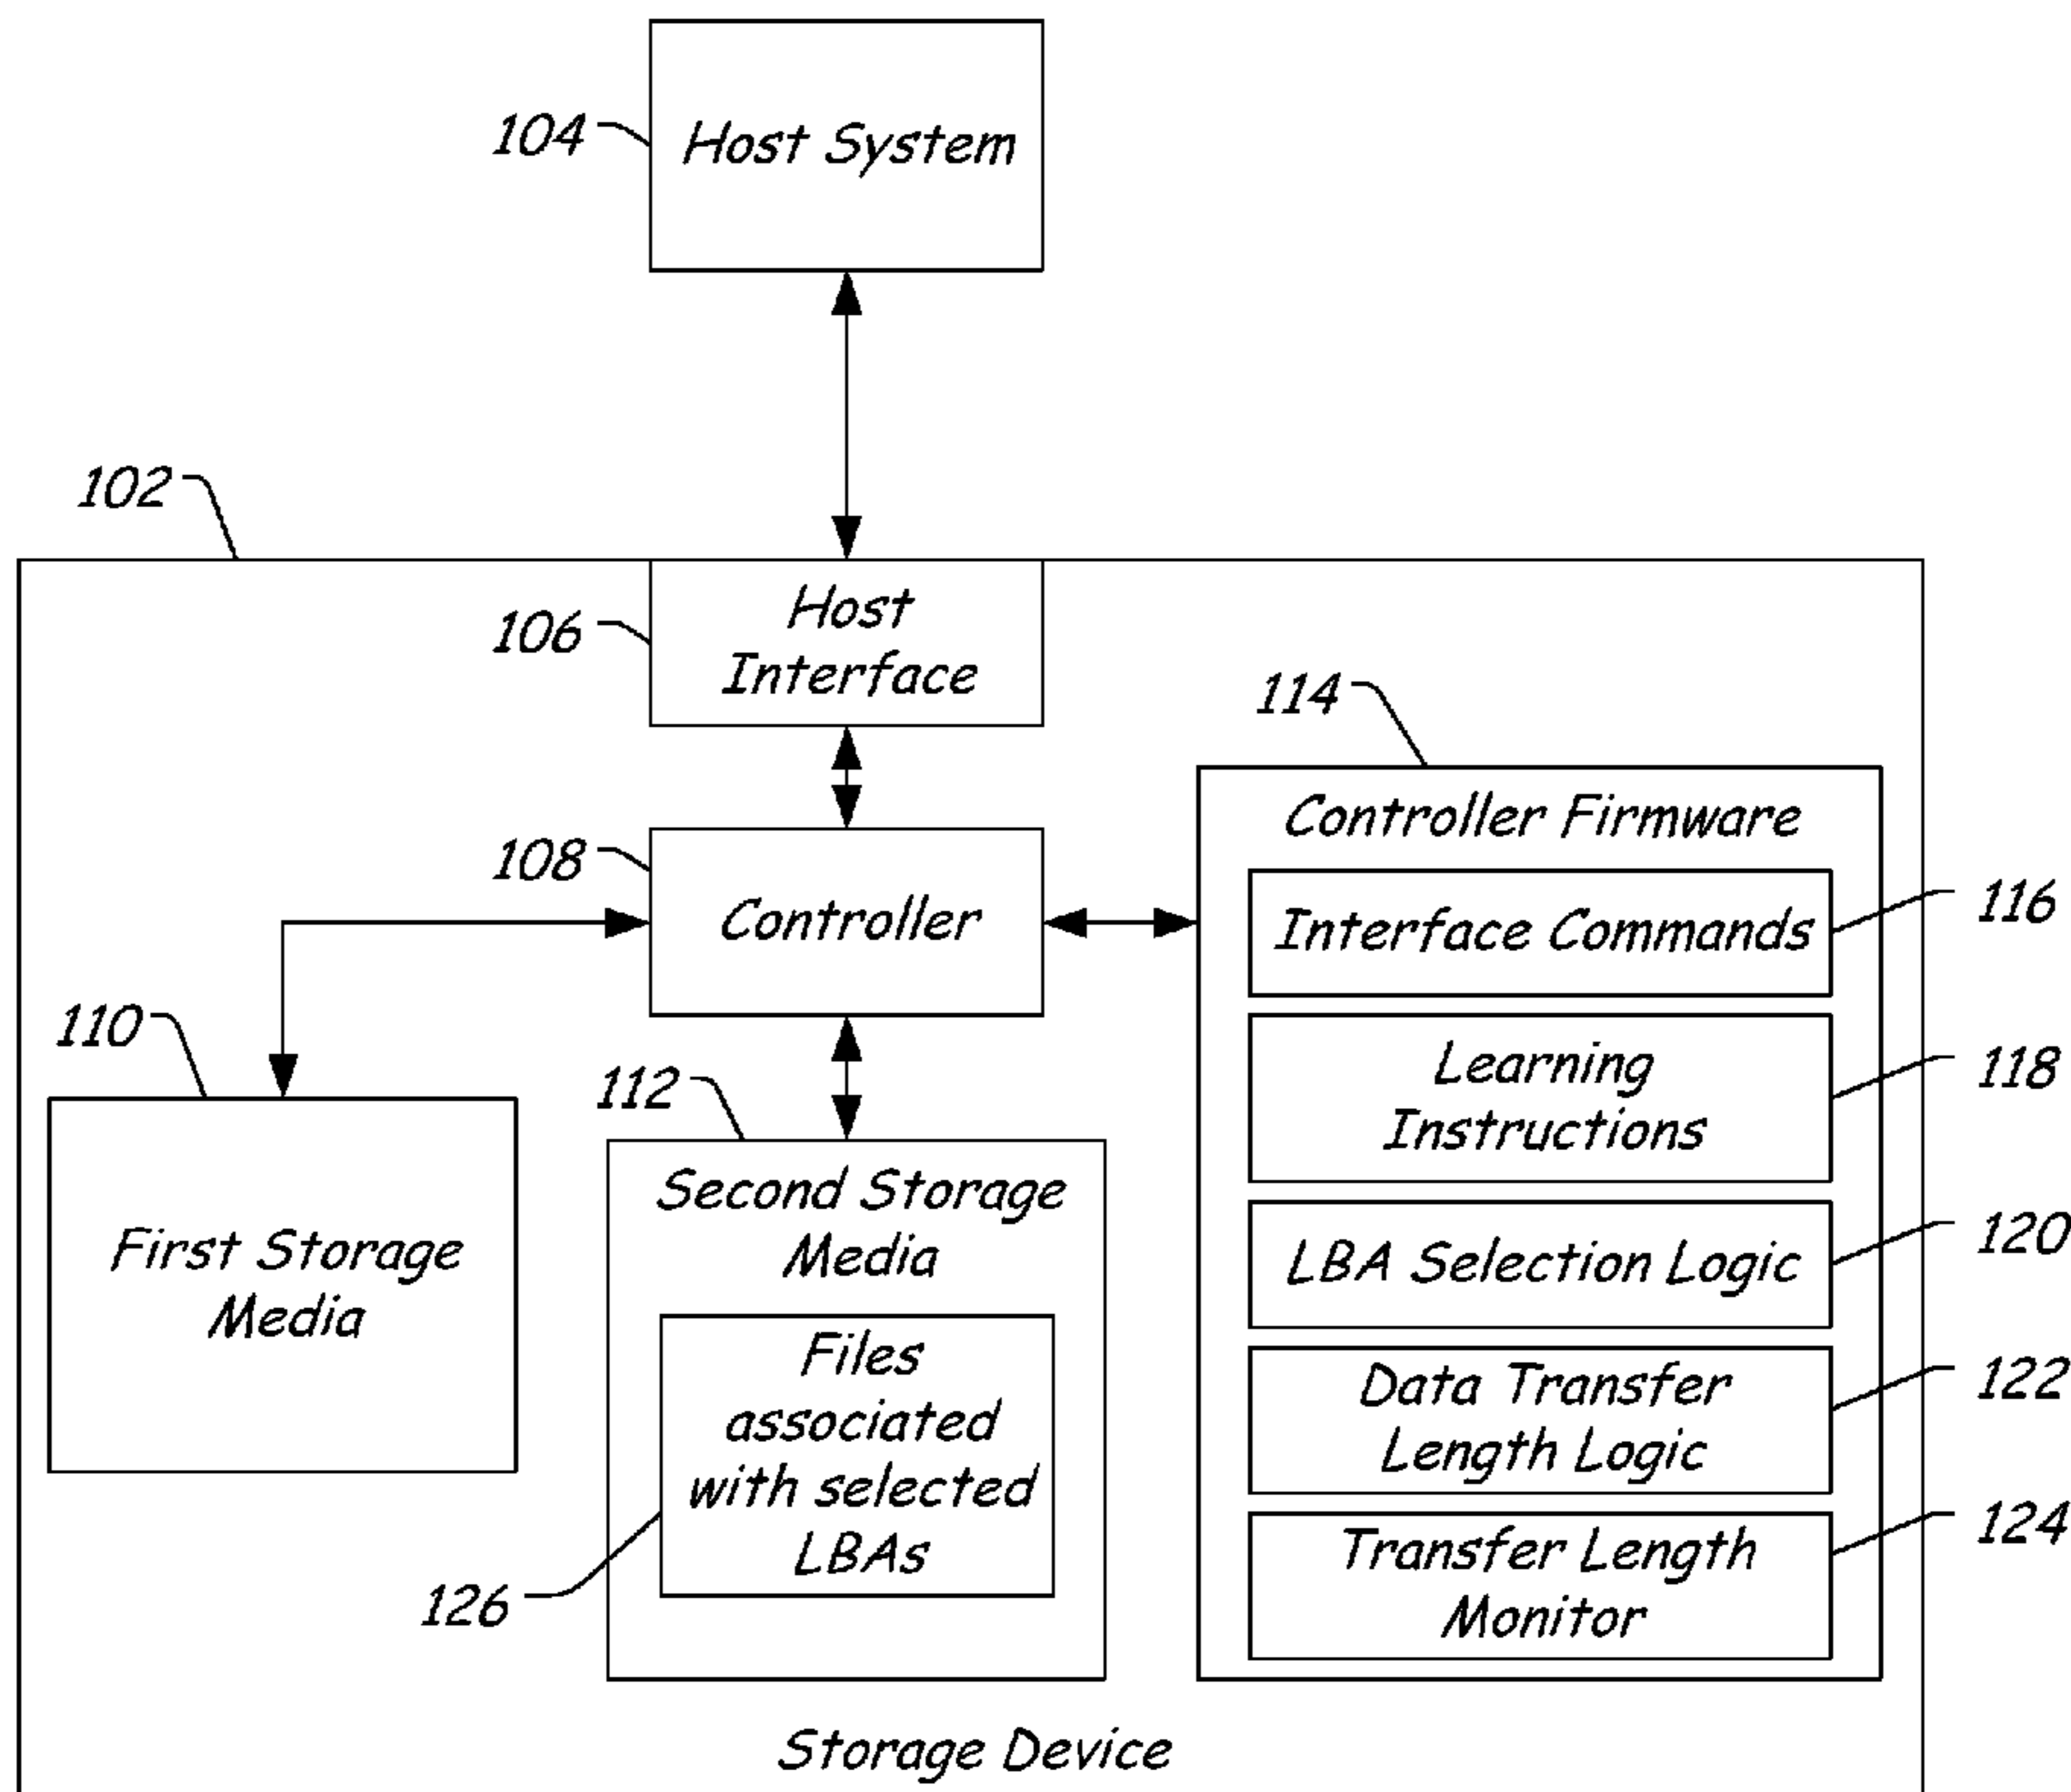 104
Host System
102
106
Host
Interface
114
Controller Firmware
108
Controller
Interface Commands
116
110
112
Learning
Instructions
118
First Storage
Media
Second Storage
Media
LBA Selection Logic
120
Files
associated
with selected
LBAs
126
Data Transfer
Length Logic
122
Transfer Length
Monitor
124
Storage Device